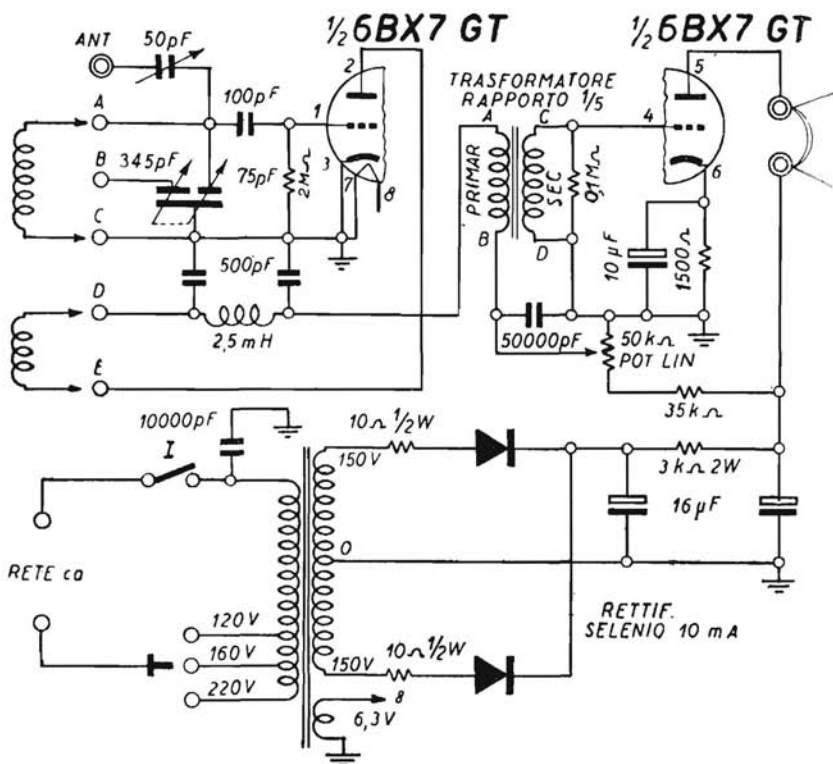 ½ 6BX7 GT
½ 6BX7 GT
ANT
50pF
2
5
TRASFORMATORE
RAPPORTO 1/5
A
100pF
1
A
C
4
B
345pF
75pF
2MΩ
3
7
8
PRIMAR
SEC
0,1MΩ
6
C
B
D
10µF
1500Ω
500pF
D
2,5mH
50000pF
50kΩ
POT LIN
E
35kΩ
10000pF
I
10Ω ½W
150V
3kΩ 2W
16µF
O
RETE ca
RETTIF.
SELENIO 10 mA
120V
160V
150V
10Ω ½W
220V
8
6,3V